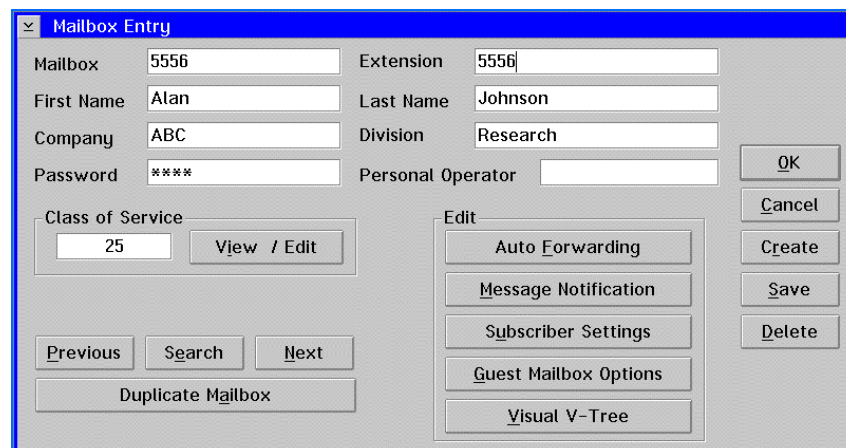 Mailbox Entry
Mailbox 5556 Extension 5556
First Name Alan Last Name Johnson
Company ABC Division Research
Password **** Personal Operator
OK
Cancel
Create
Save
Delete
Class of Service
25 View / Edit
Edit
Auto Forwarding
Message Notification
Subscriber Settings
Guest Mailbox Options
Visual V-Tree
Previous Search Next
Duplicate Mailbox